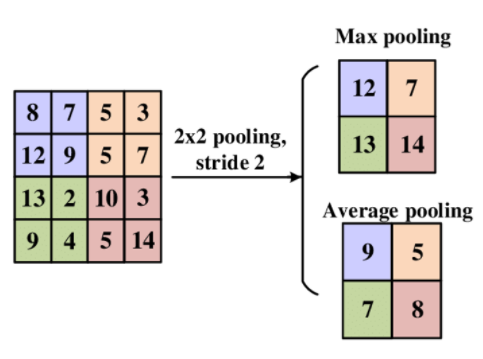 Max pooling
12 7
13 14
8 7 5 3
12 9 5 7
13 2 10 3
9 4 5 14
2x2 pooling,
stride 2
Average pooling
9 5
7 8